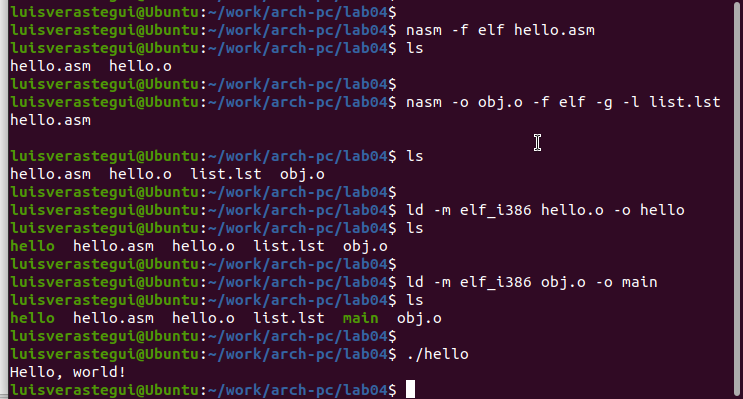 luisverastegui@Ubuntu:~/work/arch-pc/lab04$
luisverastegui@Ubuntu:~/work/arch-pc/lab04$ nasm -f elf hello.asm
luisverastegui@Ubuntu:~/work/arch-pc/lab04$ ls
hello.asm  hello.o
luisverastegui@Ubuntu:~/work/arch-pc/lab04$
luisverastegui@Ubuntu:~/work/arch-pc/lab04$ nasm -o obj.o -f elf -g -l list.lst
hello.asm
luisverastegui@Ubuntu:~/work/arch-pc/lab04$ ls
hello.asm  hello.o  list.lst  obj.o
luisverastegui@Ubuntu:~/work/arch-pc/lab04$
luisverastegui@Ubuntu:~/work/arch-pc/lab04$ ld -m elf_i386 hello.o -o hello
luisverastegui@Ubuntu:~/work/arch-pc/lab04$ ls
hello  hello.asm  hello.o  list.lst  obj.o
luisverastegui@Ubuntu:~/work/arch-pc/lab04$
luisverastegui@Ubuntu:~/work/arch-pc/lab04$ ld -m elf_i386 obj.o -o main
luisverastegui@Ubuntu:~/work/arch-pc/lab04$ ls
hello  hello.asm  hello.o  list.lst  main  obj.o
luisverastegui@Ubuntu:~/work/arch-pc/lab04$
luisverastegui@Ubuntu:~/work/arch-pc/lab04$ ./hello
Hello, world!
luisverastegui@Ubuntu:~/work/arch-pc/lab04$